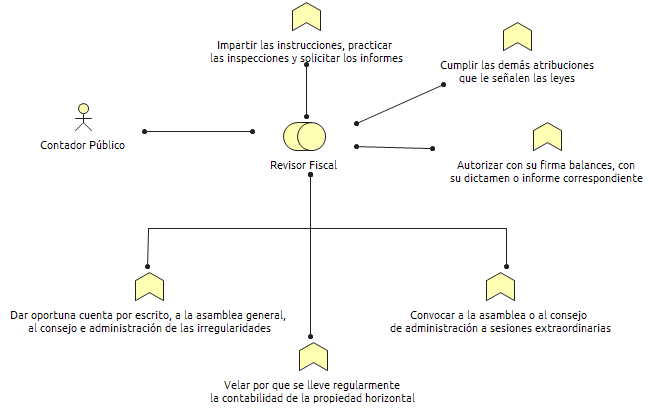 Impartir las instrucciones, practicar
las inspecciones y solicitar los informes
Cumplir las demás atribuciones
que le señalen las leyes
Contador Público
Revisor Fiscal
Autorizar con su firma balances, con
su dictamen o informe correspondiente
Dar oportuna cuenta por escrito, a la asamblea general,
al consejo e administración de las irregularidades
Convocar a la asamblea o al consejo
de administración a sesiones extraordinarias
Velar por que se lleve regularmente
la contabilidad de la propiedad horizontal